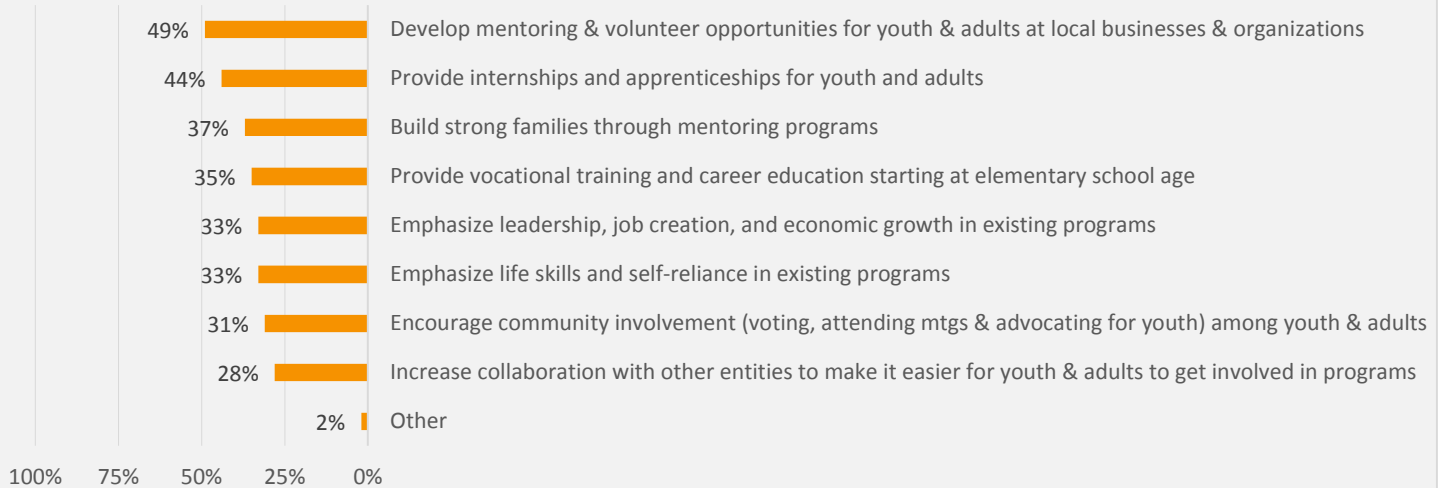 49% Develop mentoring & volunteer opportunities for youth & adults at local businesses & organizations
44% Provide internships and apprenticeships for youth and adults
37% Build strong families through mentoring programs
35% Provide vocational training and career education starting at elementary school age
33% Emphasize leadership, job creation, and economic growth in existing programs
33% Emphasize life skills and self-reliance in existing programs
31% Encourage community involvement (voting, attending mtgs & advocating for youth) among youth & adults
28% Increase collaboration with other entities to make it easier for youth & adults to get involved in programs
2% Other
100% 75% 50% 25% 0%